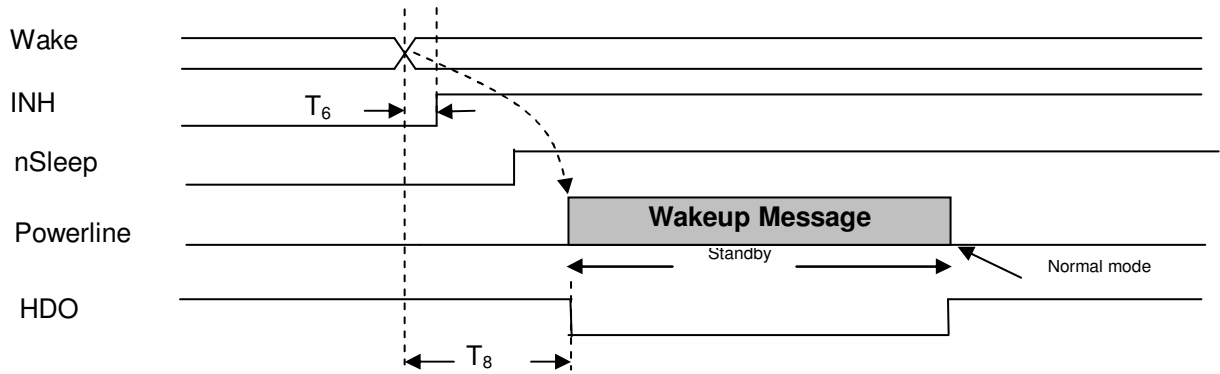 Wake
INH
T6
nSleep
Powerline
Wakeup Message
Standby
Normal mode
HDO
T8